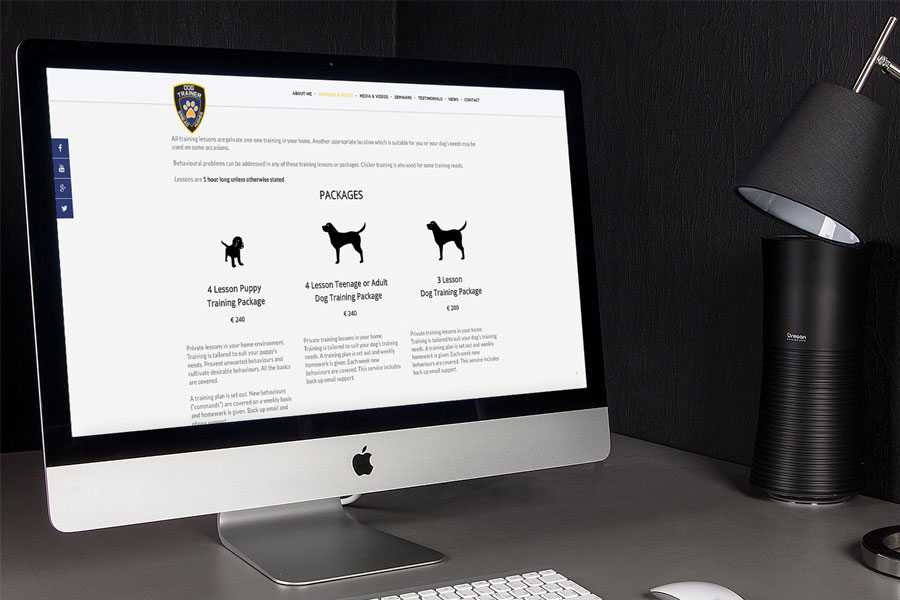 DOG
TRAINER
ABOUT ME - SERVICES & PRICES - MEDIA & VIDEOS - SEMINARS - TESTIMONIALS - NEWS - CONTACT
All training lessons are private one-one training in your home. Another appropriate location which is suitable for you or your dog's needs may be
used on some occasions.
Behavioural problems can be addressed in any of these training lessons or packages. Clicker training is also used for some training needs.
Lessons are 1 hour long unless otherwise stated.
PACKAGES
4 Lesson Puppy
Training Package
€ 240
Private lessons in your home environment.
Training is tailored to suit your puppy's
needs. Prevent unwanted behaviours and
cultivate desirable behaviours. All the basics
are covered.
A training plan is set out. New behaviours
("commands") are covered on a weekly basis
and homework is given. Back up email and
phone support
4 Lesson Teenage or Adult
Dog Training Package
€ 240
Private training lessons in your home.
Training is tailored to suit your dog's training
needs. A training plan is set out and weekly
homework is given. Each week new
behaviours are covered. This service includes
back up email support.
3 Lesson
Dog Training Package
€ 200
Private training lessons in your home.
Training is tailored to suit your dog's training
needs. A training plan is set out and weekly
homework is given. Each week new
behaviours are covered. This service includes
back up email support.
Oregon